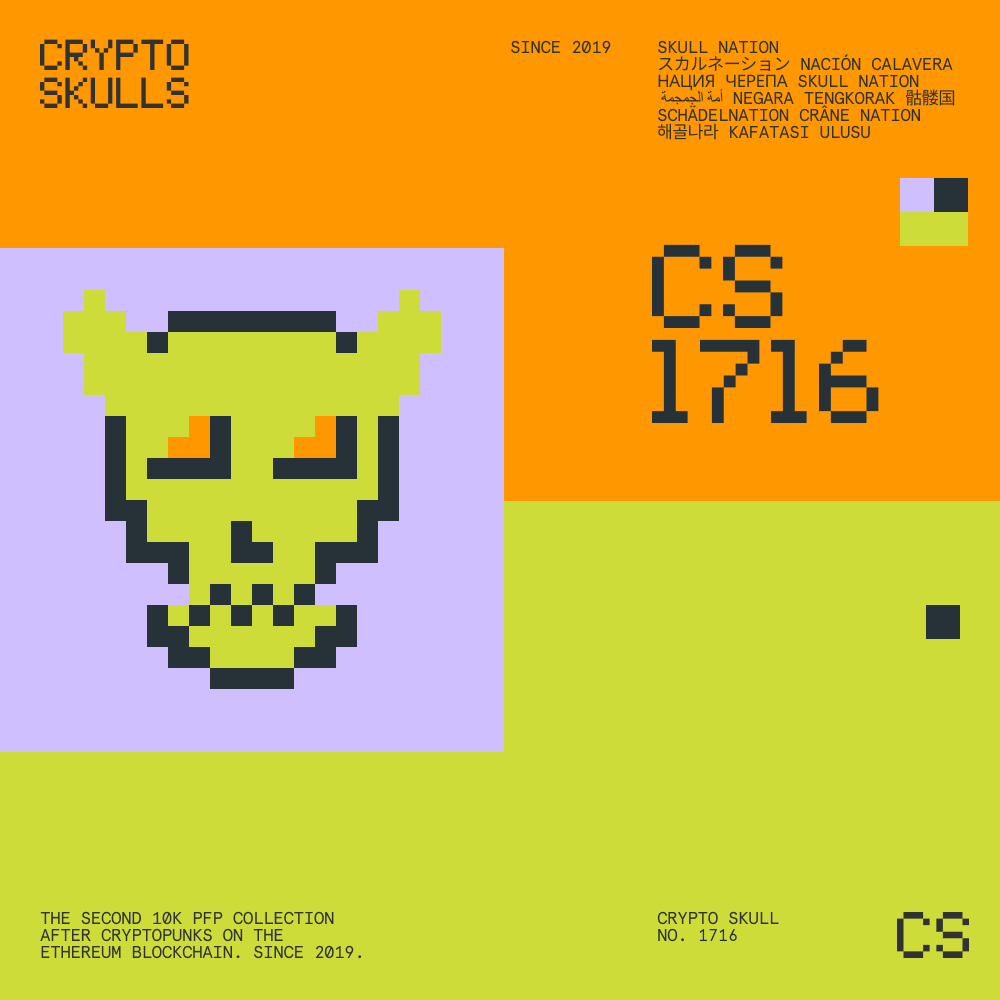 CRYPTO
SKULLS
SINCE 2019
SKULL NATION
スカルネーション NACIÓN CALAVERA
НАЦИЯ ЧЕРЕПА SKULL NATION
أمة الجمجمة NEGARA TENGKORAK 骷髅国
SCHÄDELNATION CRÂNE NATION
해골나라 KAFATASI ULUSU
CS
1716
THE SECOND 10K PFP COLLECTION
AFTER CRYPTOPUNKS ON THE
ETHEREUM BLOCKCHAIN. SINCE 2019.
CRYPTO SKULL
NO. 1716
CS